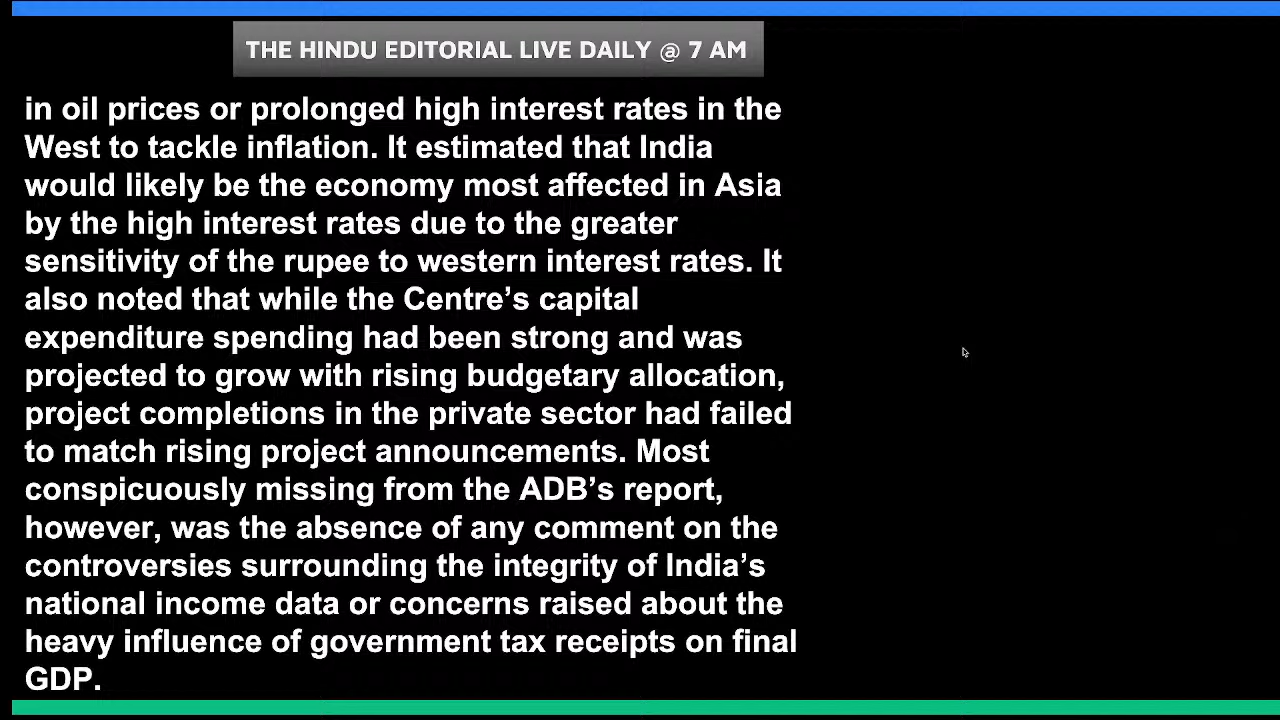 THE HINDU EDITORIAL LIVE DAILY @ 7 AM
in oil prices or prolonged high interest rates in the
West to tackle inflation. It estimated that India
would likely be the economy most affected in Asia
by the high interest rates due to the greater
sensitivity of the rupee to western interest rates. It
also noted that while the Centre’s capital
expenditure spending had been strong and was
projected to grow with rising budgetary allocation,
project completions in the private sector had failed
to match rising project announcements. Most
conspicuously missing from the ADB’s report,
however, was the absence of any comment on the
controversies surrounding the integrity of India’s
national income data or concerns raised about the
heavy influence of government tax receipts on final
GDP.